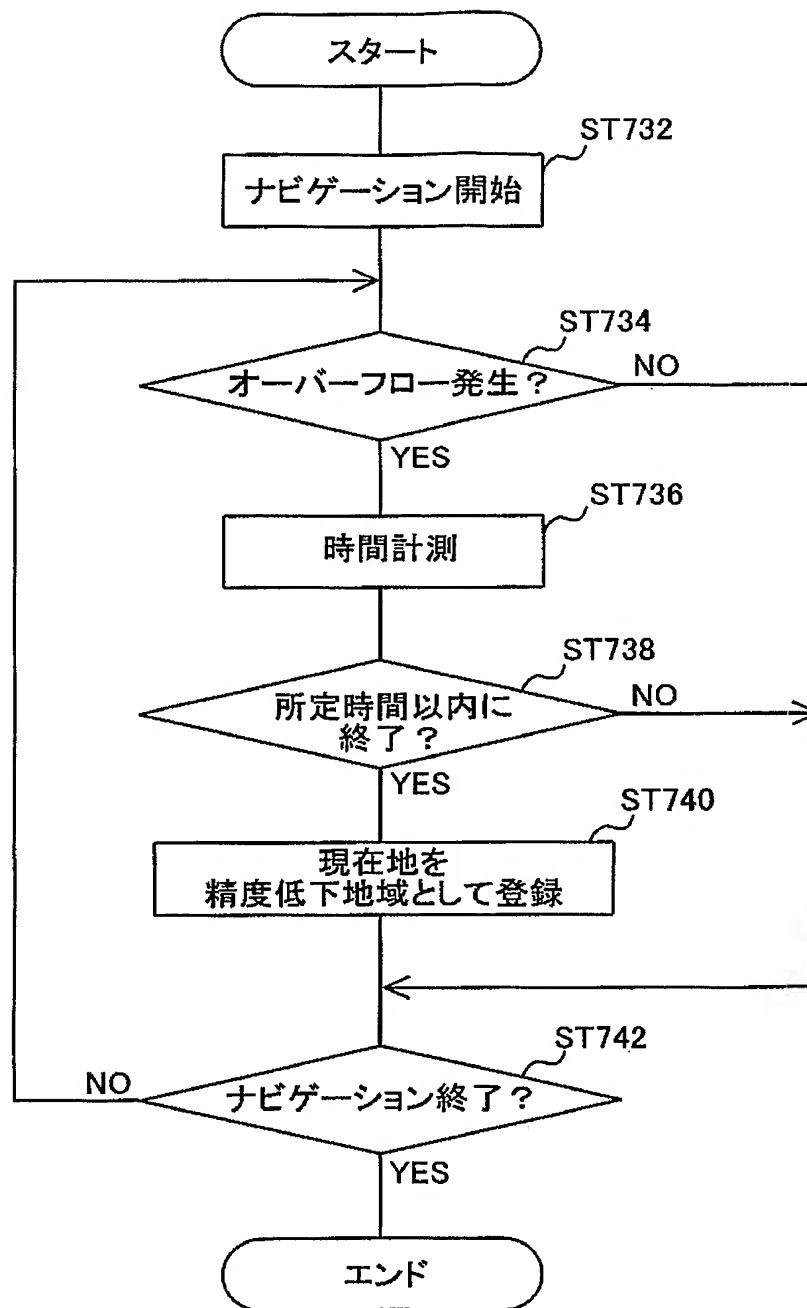 スタート
ST732
ナビゲーション開始
ST734
オーバーフロー発生?
NO
YES
ST736
時間計測
ST738
所定時間以内に
終了?
NO
YES
ST740
現在地を
精度低下地域として登録
ST742
NO
ナビゲーション終了?
YES
エンド